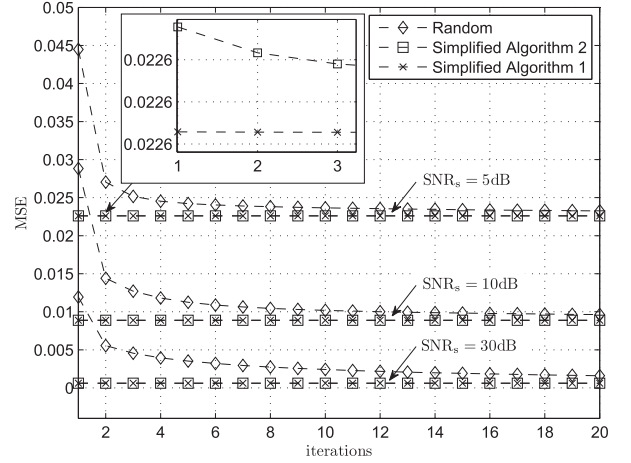 0.05
0.045
0.04
0.035
0.03
0.025
0.02
0.015
0.01
0.005
0
MSE
0.0226
0.0226
0.0226
1 2 3
Random
Simplified Algorithm 2
Simplified Algorithm 1
SNRs = 5dB
SNRs = 10dB
SNRs = 30dB
2 4 6 8 10 12 14 16 18 20
iterations